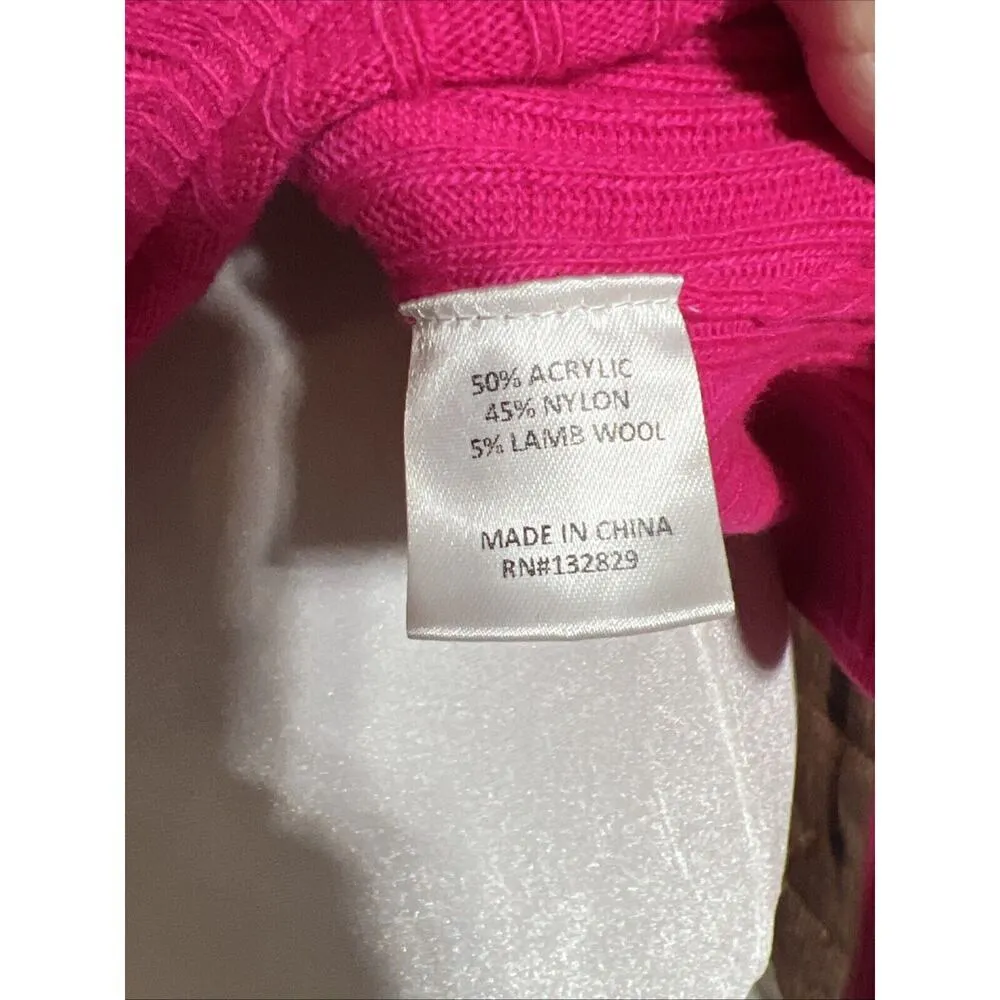 50% ACRYLIC
45% NYLON
5% LAMB WOOL
MADE IN CHINA
RN#132829